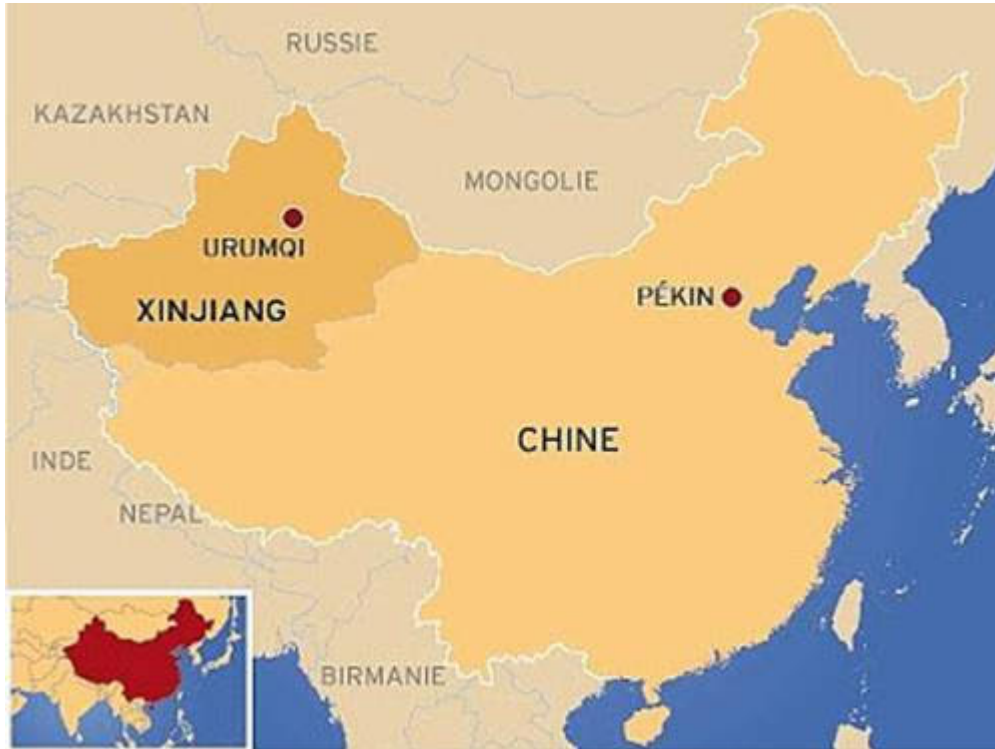 RUSSIE
KAZAKHSTAN
MONGOLIE
URUMQI
XINJIANG
PÉKIN
CHINE
INDE
NEPAL
BIRMANIE